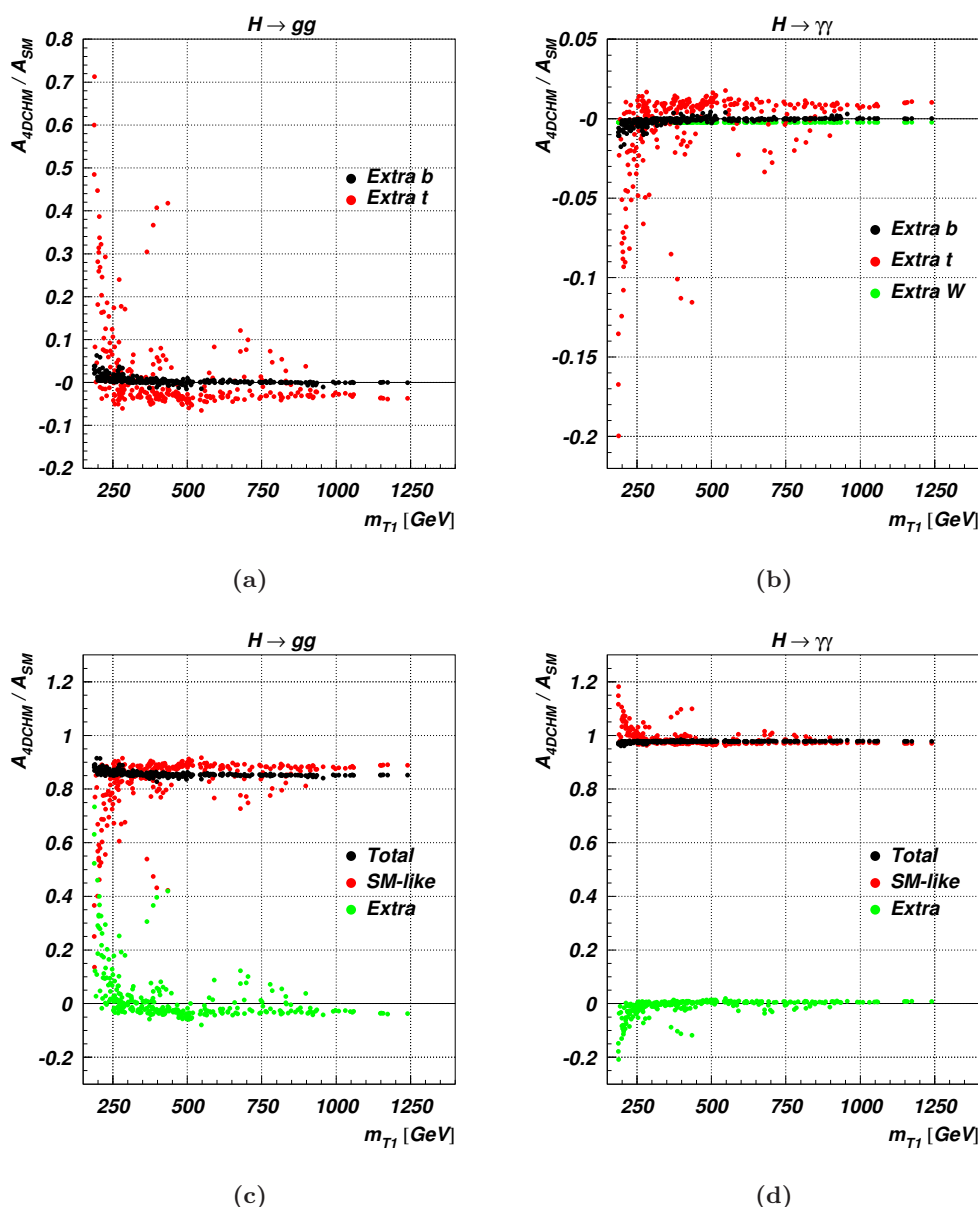 H → gg
A4DCHM / ASM
0.8
0.7
0.6
0.5
0.4
0.3
0.2
0.1
-0
-0.1
-0.2
Extra b
Extra t
250 500 750 1000 1250
mT1 [GeV]
(a)
H → γγ
A4DCHM / ASM
0.05
-0
-0.05
-0.1
-0.15
-0.2
Extra b
Extra t
Extra W
250 500 750 1000 1250
mT1 [GeV]
(b)
H → gg
A4DCHM / ASM
1.2
1
0.8
0.6
0.4
0.2
0
-0.2
Total
SM-like
Extra
250 500 750 1000 1250
mT1 [GeV]
(c)
H → γγ
A4DCHM / ASM
1.2
1
0.8
0.6
0.4
0.2
0
-0.2
Total
SM-like
Extra
250 500 750 1000 1250
mT1 [GeV]
(d)